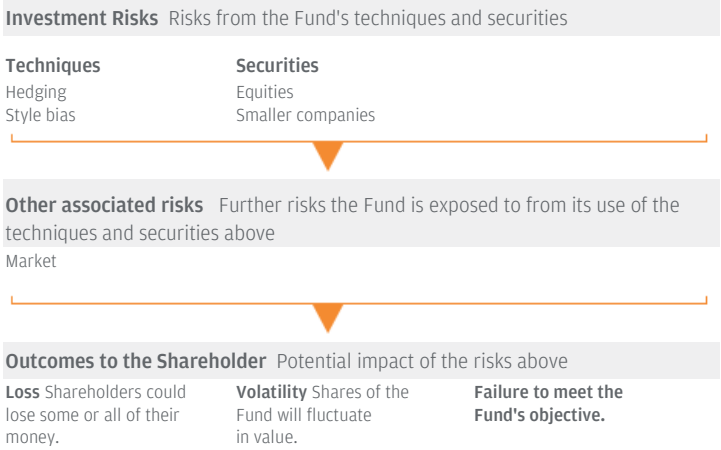 Investment Risks Risks from the Fund's techniques and securities
Techniques
Hedging
Style bias
Securities
Equities
Smaller companies
Other associated risks Further risks the Fund is exposed to from its use of the
techniques and securities above
Market
Outcomes to the Shareholder Potential impact of the risks above
Loss Shareholders could
lose some or all of their
money.
Volatility Shares of the
Fund will fluctuate
in value.
Failure to meet the
Fund's objective.